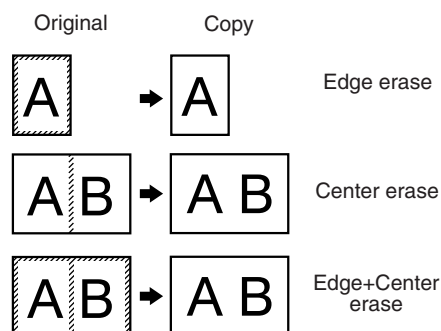 Original Copy
A A Edge erase
A B A B Center erase
A B A B Edge+Center
erase